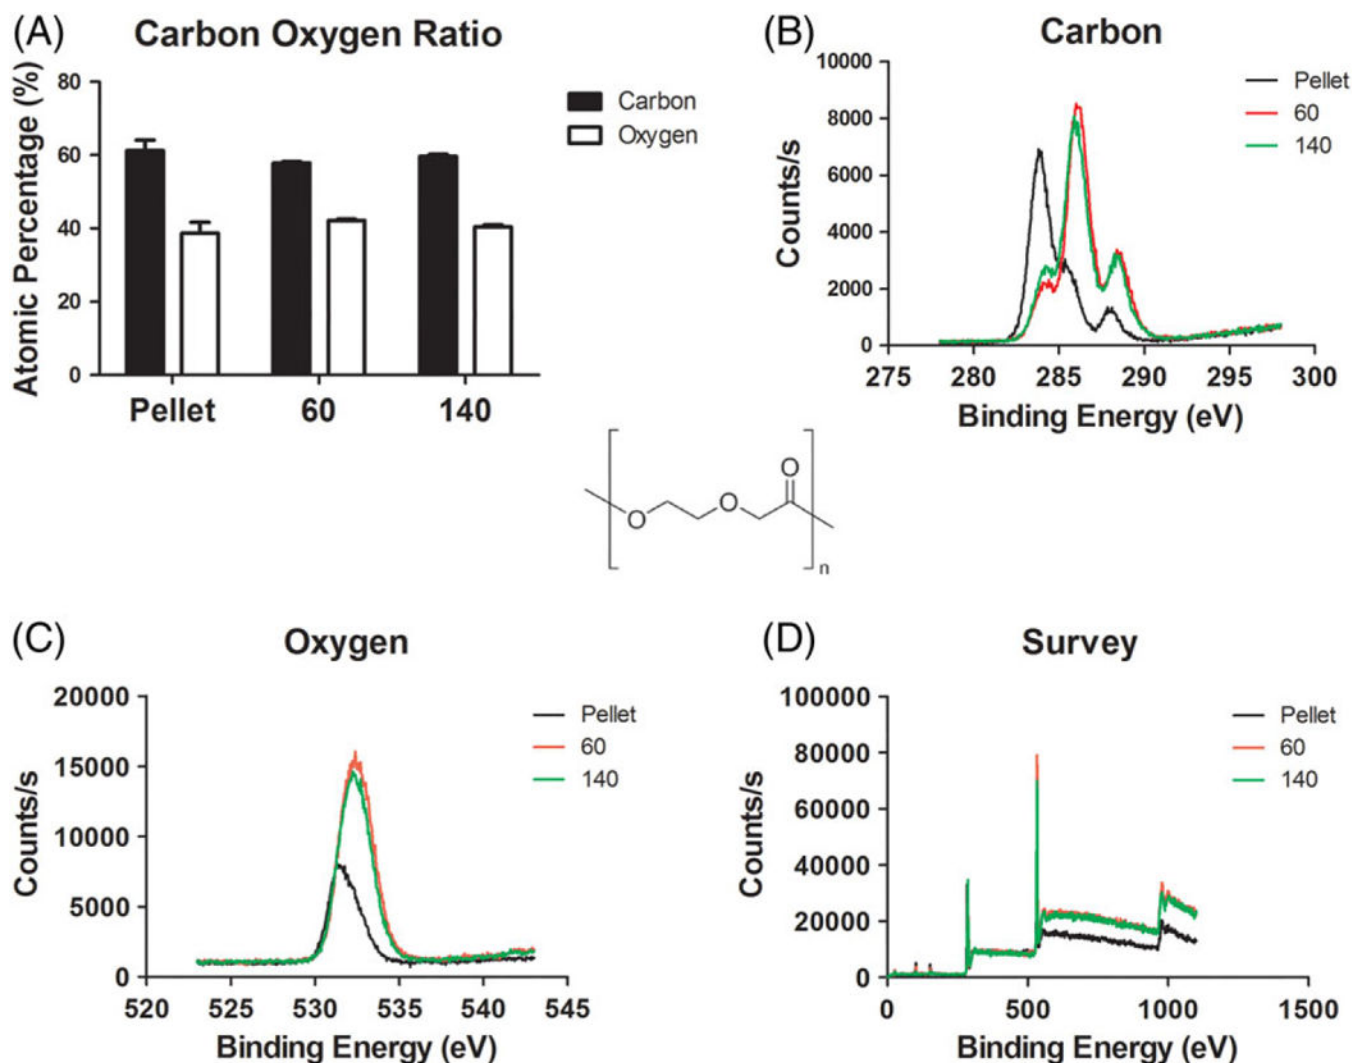 (A) Carbon Oxygen Ratio
Atomic Percentage (%)
80
60
40
20
0
Pellet 60 140
Carbon
Oxygen
(B) Carbon
Counts/s
10000
8000
6000
4000
2000
0
275 280 285 290 295 300
Binding Energy (eV)
Pellet
60
140
O
O O
n
(C) Oxygen
Counts/s
20000
15000
10000
5000
0
520 525 530 535 540 545
Binding Energy (eV)
Pellet
60
140
(D) Survey
Counts/s
100000
80000
60000
40000
20000
0
0 500 1000 1500
Binding Energy (eV)
Pellet
60
140